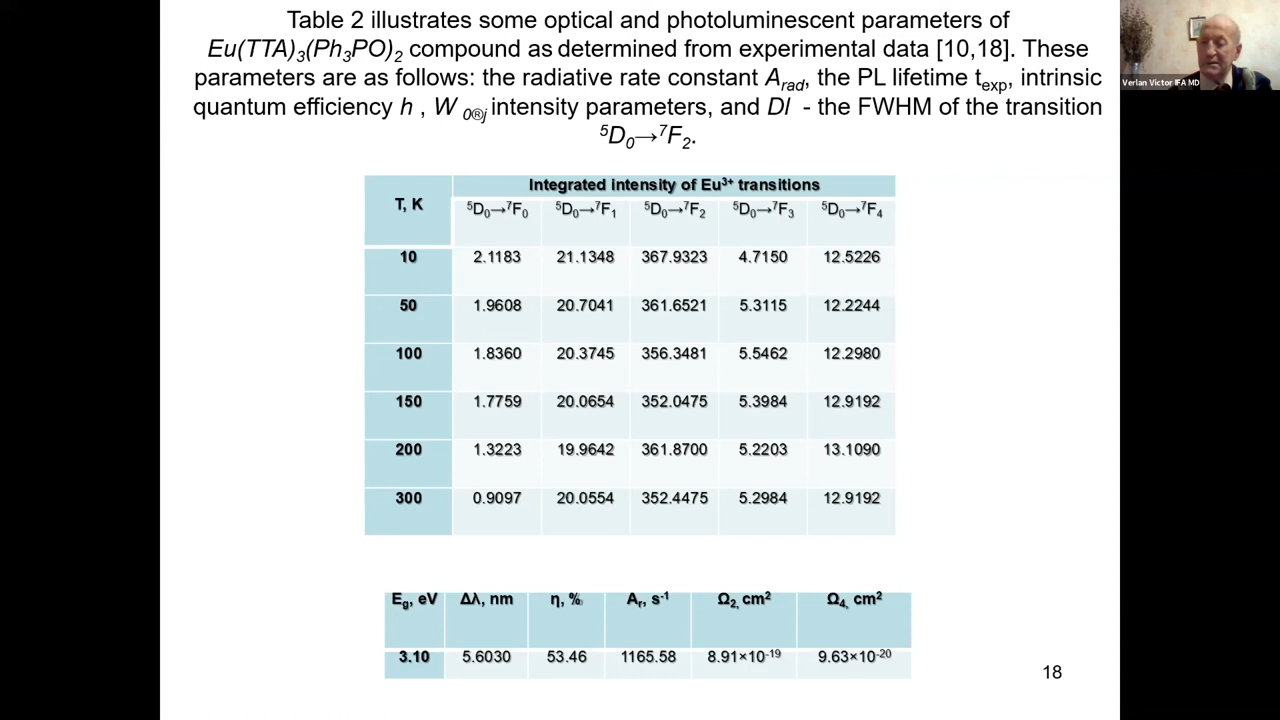 Table 2 illustrates some optical and photoluminescent parameters of
Eu(TTA)₃(Ph₃PO)₂ compound as determined from experimental data [10,18]. These
parameters are as follows: the radiative rate constant A_rad, the PL lifetime t_exp, intrinsic
quantum efficiency h , W ₀®j intensity parameters, and Dl - the FWHM of the transition
⁵D₀→⁷F₂.
Verlan Victor IFA MD
Integrated intensity of Eu³⁺ transitions
T, K ⁵D₀→⁷F₀ ⁵D₀→⁷F₁ ⁵D₀→⁷F₂ ⁵D₀→⁷F₃ ⁵D₀→⁷F₄
10 2.1183 21.1348 367.9323 4.7150 12.5226
50 1.9608 20.7041 361.6521 5.3115 12.2244
100 1.8360 20.3745 356.3481 5.5462 12.2980
150 1.7759 20.0654 352.0475 5.3984 12.9192
200 1.3223 19.9642 361.8700 5.2203 13.1090
300 0.9097 20.0554 352.4475 5.2984 12.9192
E_g, eV Δλ, nm η, % A_r, s⁻¹ Ω₂, cm² Ω₄, cm²
3.10 5.6030 53.46 1165.58 8.91×10⁻¹⁹ 9.63×10⁻²⁰
18